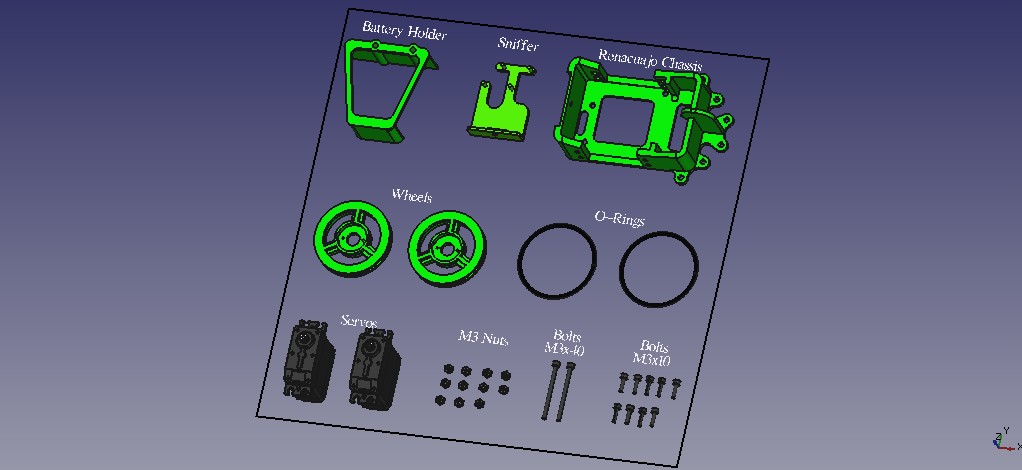 Battery Holder
Sniffer
Renacuajo Chassis
Wheels
O-Rings
Servos
M3 Nuts
Bolts
M3x40
Bolts
M3x10
Y
Z
X